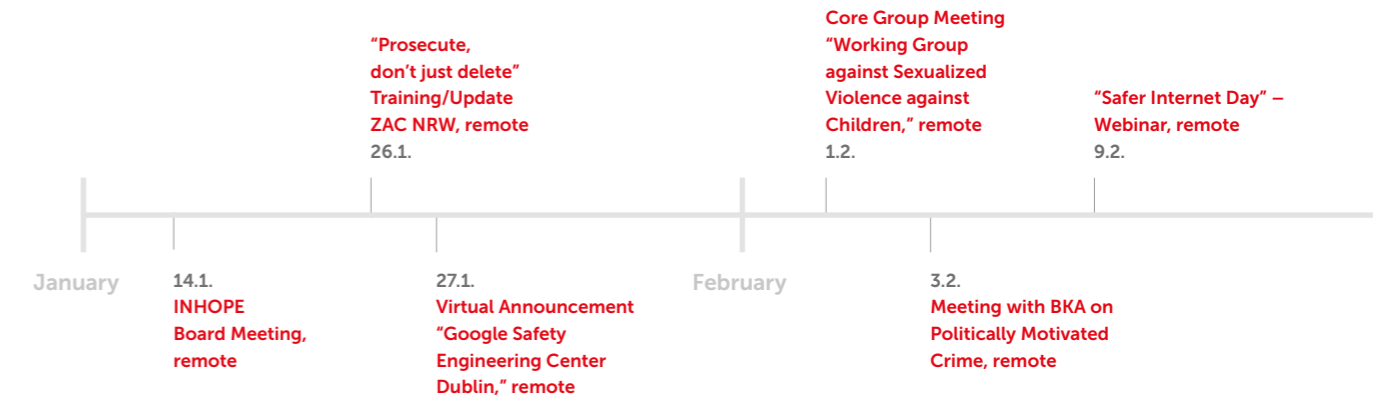 “Prosecute,
don’t just delete”
Training/Update
ZAC NRW, remote
26.1.
Core Group Meeting
“Working Group
against Sexualized
Violence against
Children,” remote
1.2.
“Safer Internet Day” –
Webinar, remote
9.2.
January
14.1.
INHOPE
Board Meeting,
remote
27.1.
Virtual Announcement
“Google Safety
Engineering Center
Dublin,” remote
February
3.2.
Meeting with BKA on
Politically Motivated
Crime, remote